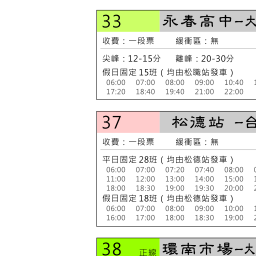 33 永春高中-大
收費：一段票 緩衝區：無
尖峰：12-15分 離峰：20-30分
假日固定15班（均由松職站發車）
06:00 07:00 08:00 09:00 10:40
17:20 18:40 19:40 21:00 22:00
37 松德站 -台
收費：一段票 緩衝區：無
平日固定28班（均由松德站發車）
06:00 07:00 07:20 07:40 08:00
11:00 12:00 13:00 14:00 15:00
18:00 18:30 19:00 19:30 20:00
假日固定18班（均由松德站發車）
06:00 07:00 08:00 09:00 10:00
16:00 17:00 18:00 18:30 19:00
38 正線 環南市場-大